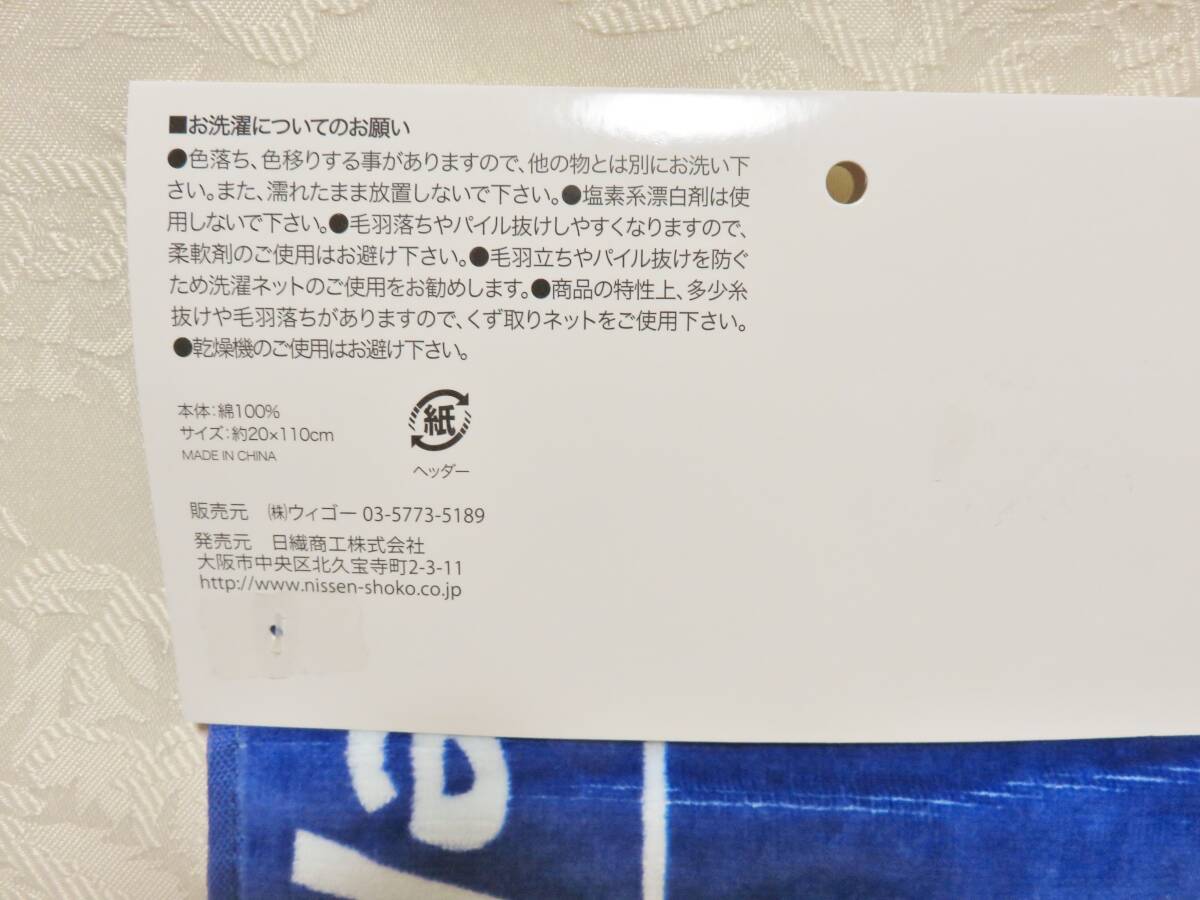 ■お洗濯についてのお願い
●色落ち、色移りする事がありますので、他の物とは別にお洗い下
さい。また、濡れたまま放置しないで下さい。●塩素系漂白剤は使
用しないで下さい。●毛羽落ちやパイル抜けしやすくなりますので、
柔軟剤のご使用はお避け下さい。●毛羽立ちやパイル抜けを防ぐ
ため洗濯ネットのご使用をお勧めします。●商品の特性上、多少糸
抜けや毛羽落ちがありますので、くず取りネットをご使用下さい。
●乾燥機のご使用はお避け下さい。
本体:綿100%
サイズ:約20×110cm
MADE IN CHINA
紙
ヘッダー
販売元 ㈱ウィゴー 03-5773-5189
発売元 日織商工株式会社
大阪市中央区北久宝寺町2-3-11
http://www.nissen-shoko.co.jp